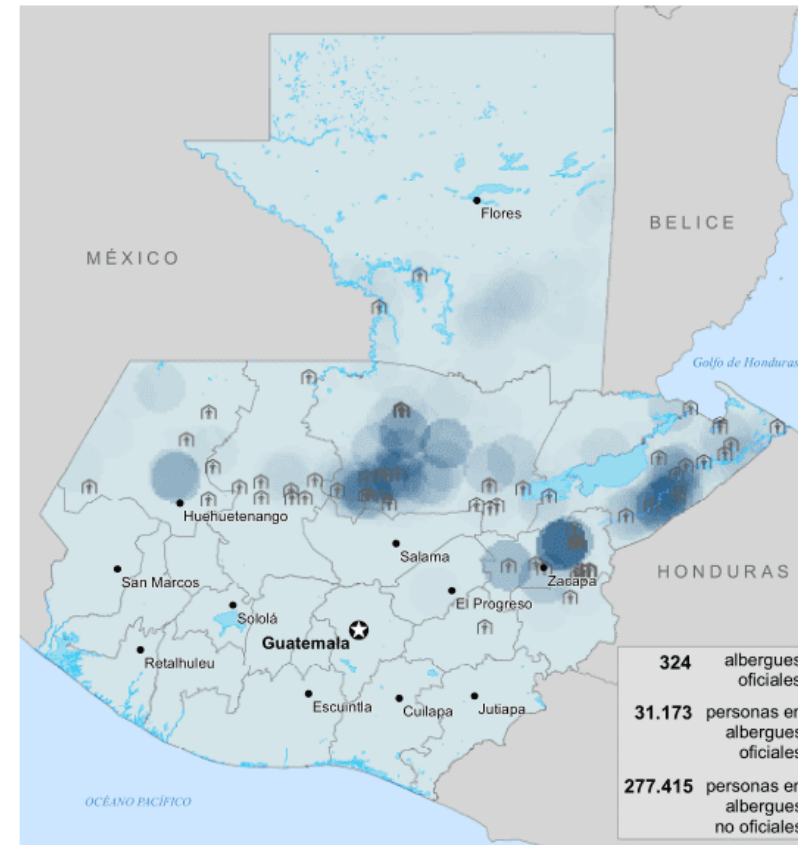 Flores
BELICE
MÉXICO
Golfo de Honduras
Huehuetenango
Salama
San Marcos
Zacapa
HONDURAS
El Progreso
Sololá
Guatemala
Retalhuleu
Escuintla
Cuilapa
Jutiapa
OCÉANO PACÍFICO
324 albergues
oficiales
31.173 personas en
albergues
oficiales
277.415 personas en
albergues
no oficiales